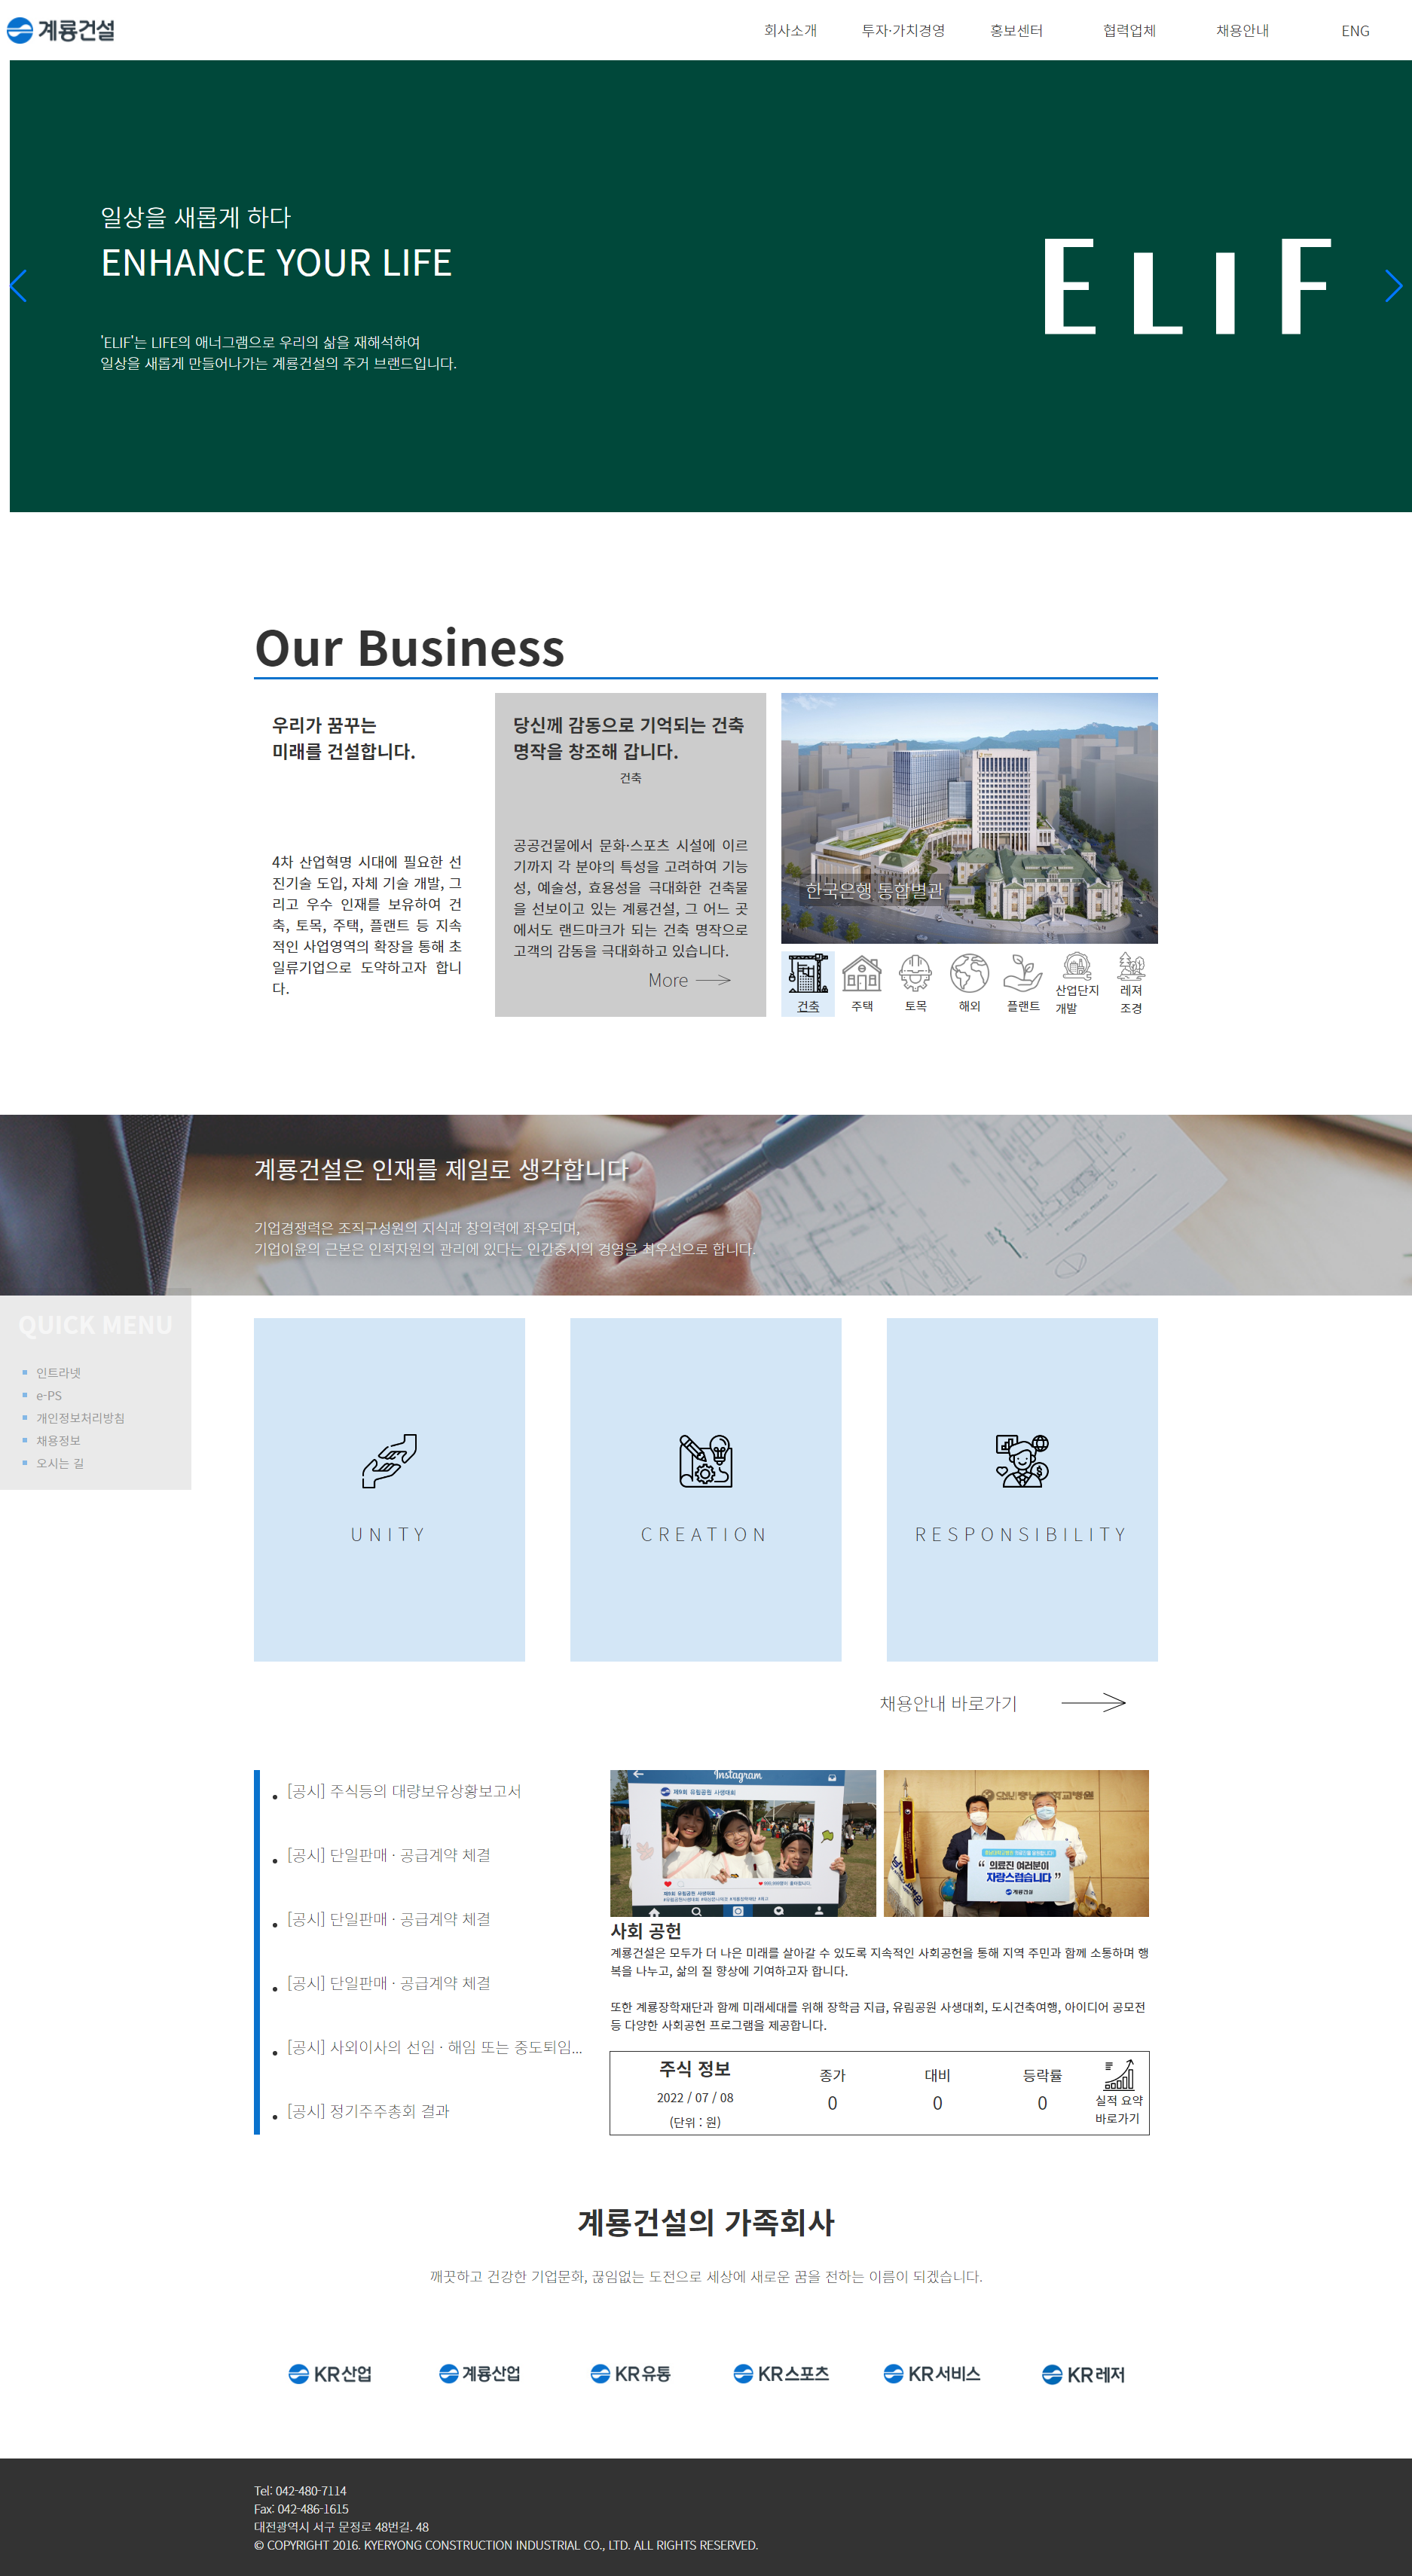 계룡건설
회사소개 투자·가치경영 홍보센터 협력업체 채용안내 ENG
일상을 새롭게 하다
ENHANCE YOUR LIFE
'ELIF'는 LIFE의 애너그램으로 우리의 삶을 재해석하여
일상을 새롭게 만들어나가는 계룡건설의 주거 브랜드입니다.
ELIF
Our Business
우리가 꿈꾸는
미래를 건설합니다.
4차 산업혁명 시대에 필요한 선
진기술 도입, 자체 기술 개발, 그
리고 우수 인재를 보유하여 건
축, 토목, 주택, 플랜트 등 지속
적인 사업영역의 확장을 통해 초
일류기업으로 도약하고자 합니
다.
당신께 감동으로 기억되는 건축
명작을 창조해 갑니다.
건축
공공건물에서 문화·스포츠 시설에 이르
기까지 각 분야의 특성을 고려하여 기능
성, 예술성, 효용성을 극대화한 건축물
을 선보이고 있는 계룡건설, 그 어느 곳
에서도 랜드마크가 되는 건축 명작으로
고객의 감동을 극대화하고 있습니다.
More
한국은행 통합별관
건축 주택 토목 해외 플랜트
산업단지
개발
레져
조경
계룡건설은 인재를 제일로 생각합니다
기업경쟁력은 조직구성원의 지식과 창의력에 좌우되며,
기업이윤의 근본은 인적자원의 관리에 있다는 인간중시의 경영을 최우선으로 합니다.
QUICK MENU
인트라넷
e-PS
개인정보처리방침
채용정보
오시는 길
UNITY
CREATION
RESPONSIBILITY
채용안내 바로가기
[공시] 주식등의 대량보유상황보고서
[공시] 단일판매 · 공급계약 체결
[공시] 단일판매 · 공급계약 체결
[공시] 단일판매 · 공급계약 체결
[공시] 사외이사의 선임 · 해임 또는 중도퇴임...
[공시] 정기주주총회 결과
Instagram
제9회 유림공원 사생대회
제9회 유림공원 사생대회
“ 의료진 여러분이
자랑스럽습니다 ”
계룡건설
사회 공헌
계룡건설은 모두가 더 나은 미래를 살아갈 수 있도록 지속적인 사회공헌을 통해 지역 주민과 함께 소통하며 행
복을 나누고, 삶의 질 향상에 기여하고자 합니다.
또한 계룡장학재단과 함께 미래세대를 위해 장학금 지급, 유림공원 사생대회, 도시건축여행, 아이디어 공모전
등 다양한 사회공헌 프로그램을 제공합니다.
주식 정보
2022 / 07 / 08
(단위 : 원)
종가 대비 등락률
0 0 0
실적 요약
바로가기
계룡건설의 가족회사
깨끗하고 건강한 기업문화, 끊임없는 도전으로 세상에 새로운 꿈을 전하는 이름이 되겠습니다.
KR산업 계룡산업 KR유통 KR스포츠 KR서비스 KR레저
Tel: 042-480-7114
Fax: 042-486-1615
대전광역시 서구 문정로 48번길. 48
© COPYRIGHT 2016. KYERYONG CONSTRUCTION INDUSTRIAL CO., LTD. ALL RIGHTS RESERVED.